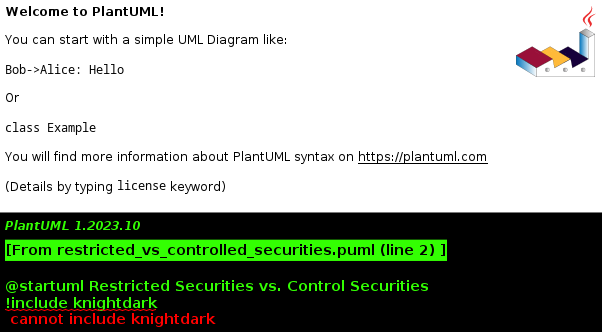 Welcome to PlantUML!
You can start with a simple UML Diagram like:
Bob->Alice: Hello
Or
class Example
You will find more information about PlantUML syntax on https://plantuml.com
(Details by typing license keyword)
PlantUML 1.2023.10
[From restricted_vs_controlled_securities.puml (line 2) ]
@startuml Restricted Securities vs. Control Securities
!include knightdark
cannot include knightdark